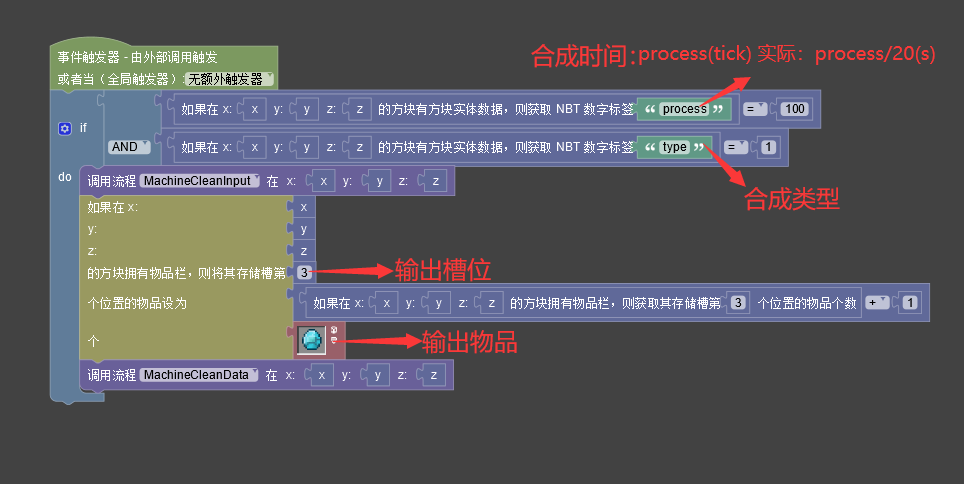 事件触发器 - 由外部调用触发
或者当（全局触发器）: 无额外触发器
合成时间：process(tick) 实际：process/20(s)
if 如果在 x: x y: y z: z 的方块有方块实体数据，则获取 NBT 数字标签 “ process ” = 100
AND 如果在 x: x y: y z: z 的方块有方块实体数据，则获取 NBT 数字标签 “ type ” = 1
合成类型
do 调用流程 MachineCleanInput 在 x: x y: y z: z
如果在 x: x
y: y
z: z
的方块拥有物品栏，则将其存储槽第 3 输出槽位
个位置的物品设为 如果在 x: x y: y z: z 的方块拥有物品栏，则获取其存储槽第 3 个位置的物品个数 + 1
个 输出物品
调用流程 MachineCleanData 在 x: x y: y z: z